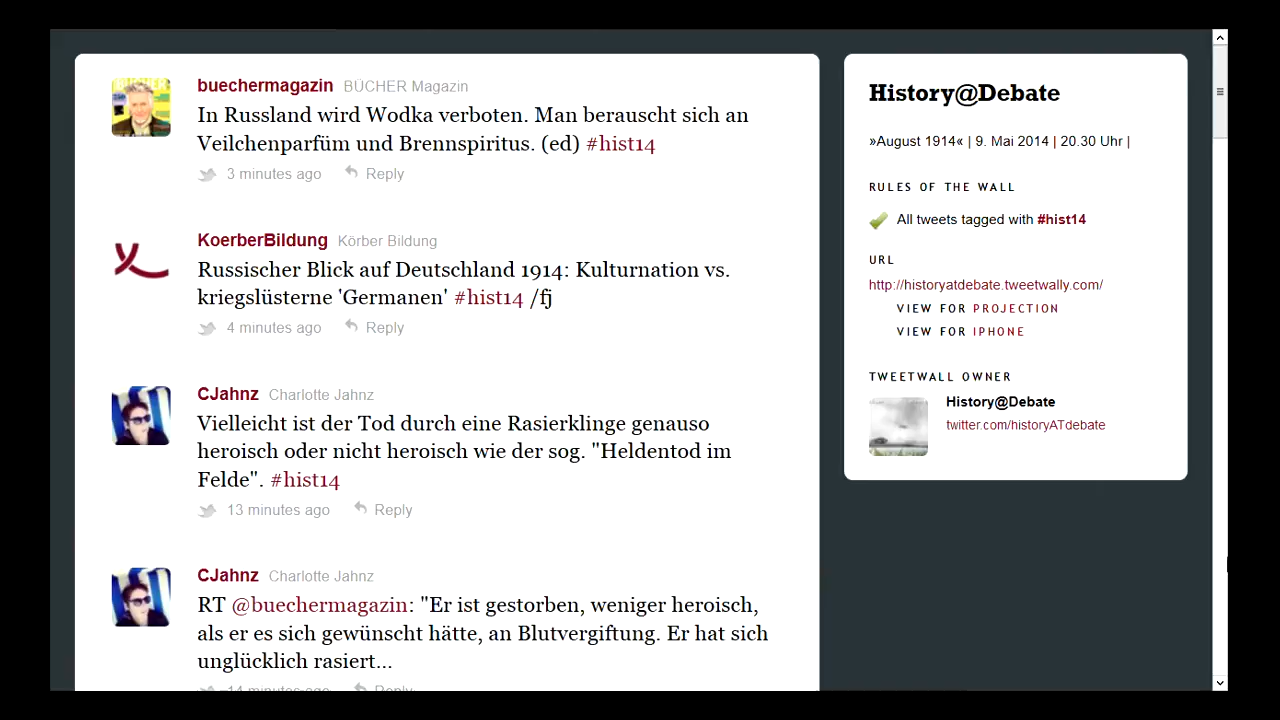 buechermagazin BÜCHER Magazin
In Russland wird Wodka verboten. Man berauscht sich an
Veilchenparfüm und Brennspiritus. (ed) #hist14
3 minutes ago Reply
KoerberBildung Körber Bildung
Russischer Blick auf Deutschland 1914: Kulturnation vs.
kriegslüsterne 'Germanen' #hist14 /fj
4 minutes ago Reply
CJahnz Charlotte Jahnz
Vielleicht ist der Tod durch eine Rasierklinge genauso
heroisch oder nicht heroisch wie der sog. "Heldentod im
Felde". #hist14
13 minutes ago Reply
CJahnz Charlotte Jahnz
RT @buechermagazin: "Er ist gestorben, weniger heroisch,
als er es sich gewünscht hätte, an Blutvergiftung. Er hat sich
unglücklich rasiert...
14 minutes ago Reply
History@Debate
»August 1914« | 9. Mai 2014 | 20.30 Uhr |
RULES OF THE WALL
All tweets tagged with #hist14
URL
http://historyatdebate.tweetwally.com/
VIEW FOR PROJECTION
VIEW FOR IPHONE
TWEETWALL OWNER
History@Debate
twitter.com/historyATdebate